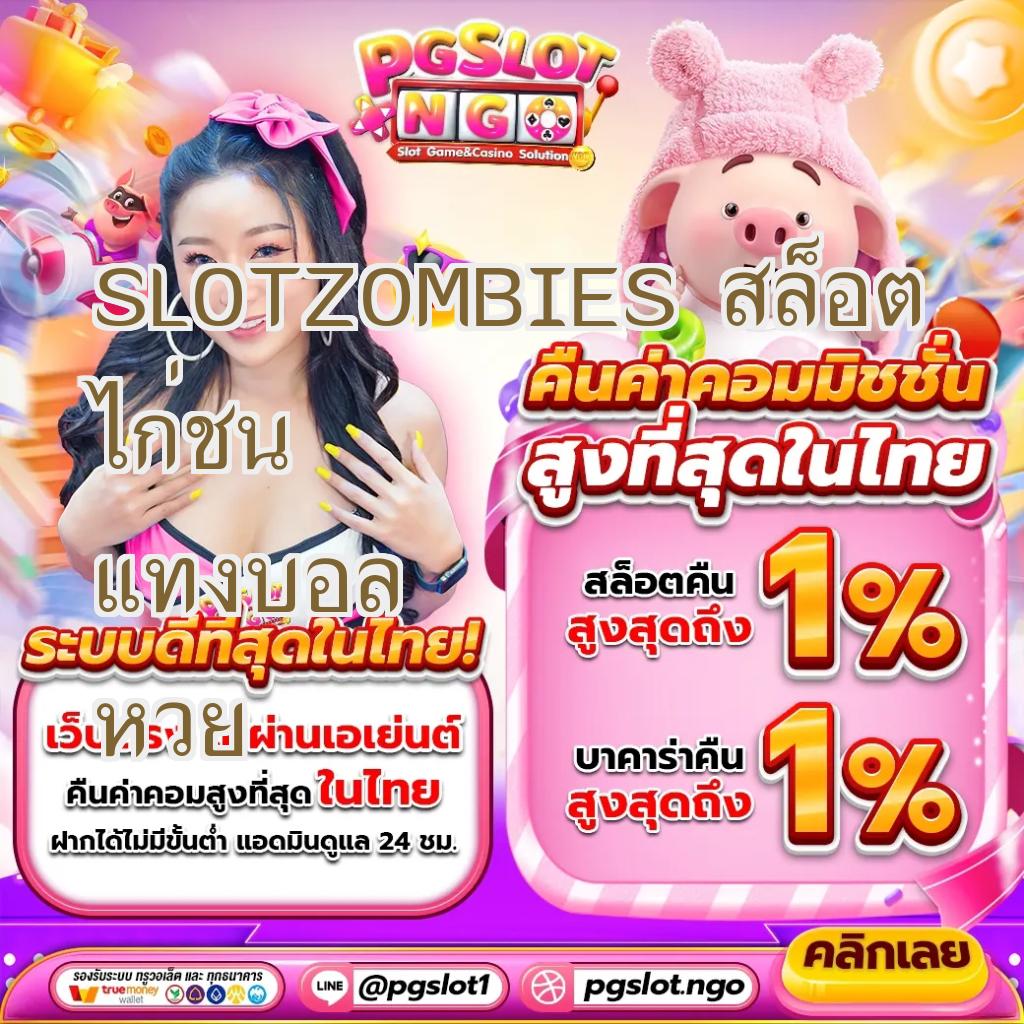 PGSLOT
NGO
Slot Game&Casino Solution
SLOTZOMBIES สล็อต
ไก่ชน
แทงบอล
หวย
คืนค่าคอมมิชชั่น
สูงที่สุดในไทย
สล็อตคืน
สูงสุดถึง
1%
บาคาร่าคืน
สูงสุดถึง
1%
ระบบดีที่สุดในไทย!
ผ่านเอเย่นต์
คืนค่าคอมสูงที่สุด ในไทย
ฝากได้ไม่มีขั้นต่ำ แอดมินดูแล 24 ชม.
คลิกเลย
รองรับระบบ ทรูวอเล็ต และ ทุกธนาคาร
truemoney
wallet
LINE @pgslot1
pgslot.ngo